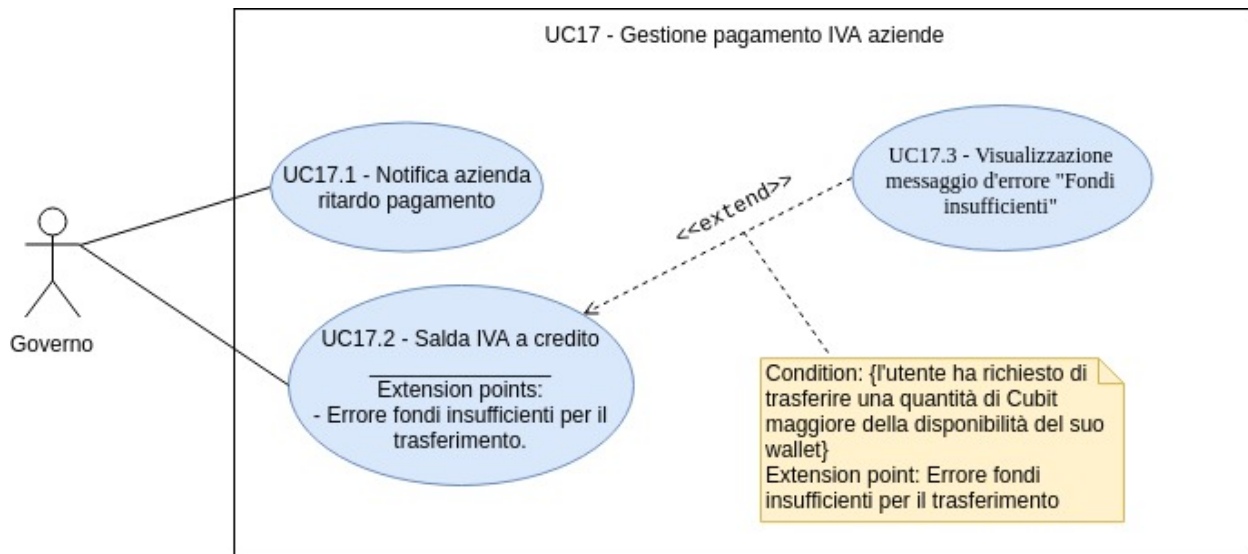 UC17 - Gestione pagamento IVA aziende
UC17.1 - Notifica azienda
ritardo pagamento
UC17.3 - Visualizzazione
messaggio d'errore "Fondi
insufficienti"
<<extend>>
Governo
UC17.2 - Salda IVA a credito
Extension points:
- Errore fondi insufficienti per il
trasferimento.
Condition: {l'utente ha richiesto di
trasferire una quantità di Cubit
maggiore della disponibilità del suo
wallet}
Extension point: Errore fondi
insufficienti per il trasferimento